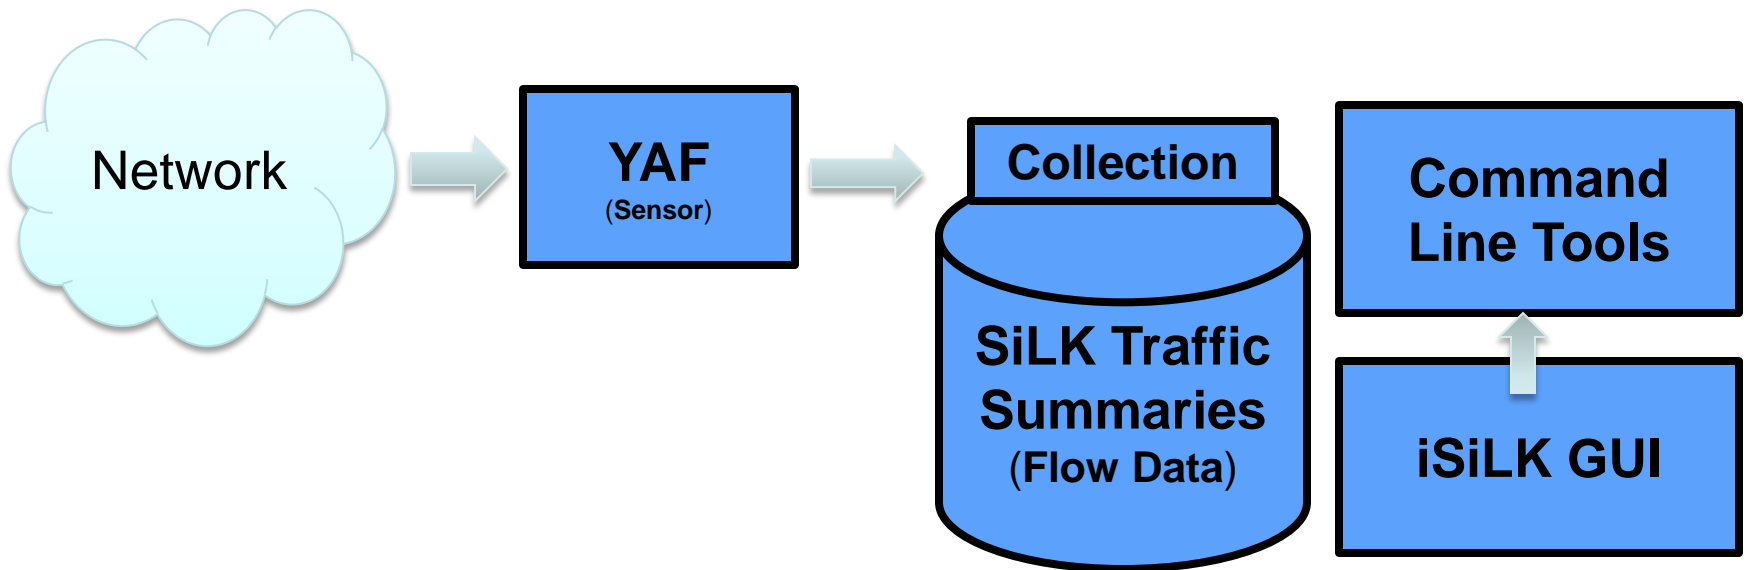 Network
YAF
(Sensor)
Collection
SiLK Traffic
Summaries
(Flow Data)
Command
Line Tools
iSiLK GUI